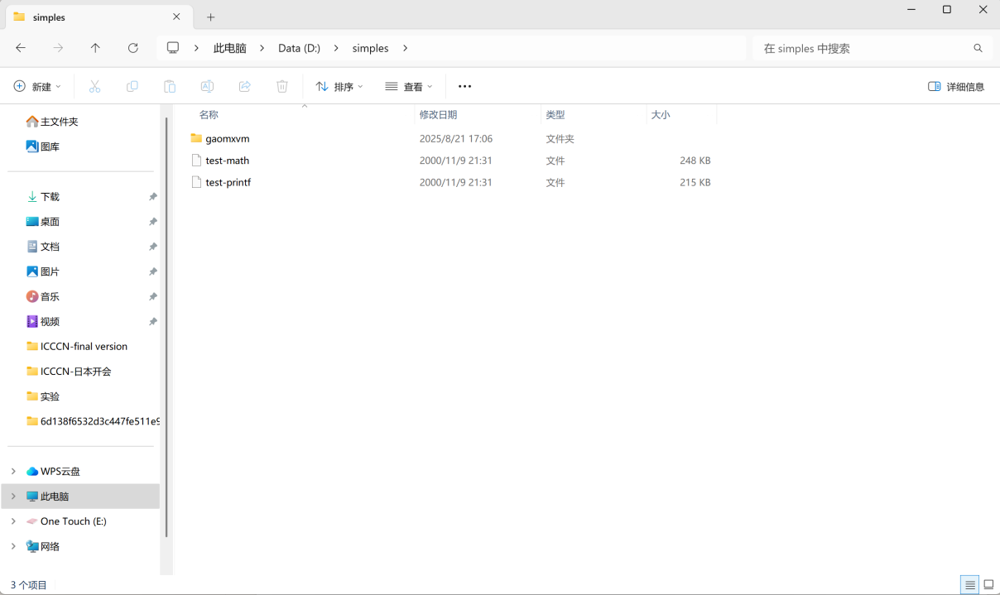 simples
此电脑 Data (D:) simples
在 simples 中搜索
新建 排序 查看 详细信息
主文件夹
图库
下载
桌面
文档
图片
音乐
视频
ICCCN-final version
ICCCN-日本开会
实验
6d138f6532d3c447fe511e9
WPS云盘
此电脑
One Touch (E:)
网络
名称 修改日期 类型 大小
gaomxvm 2025/8/21 17:06 文件夹
test-math 2000/11/9 21:31 文件 248 KB
test-printf 2000/11/9 21:31 文件 215 KB
3 个项目